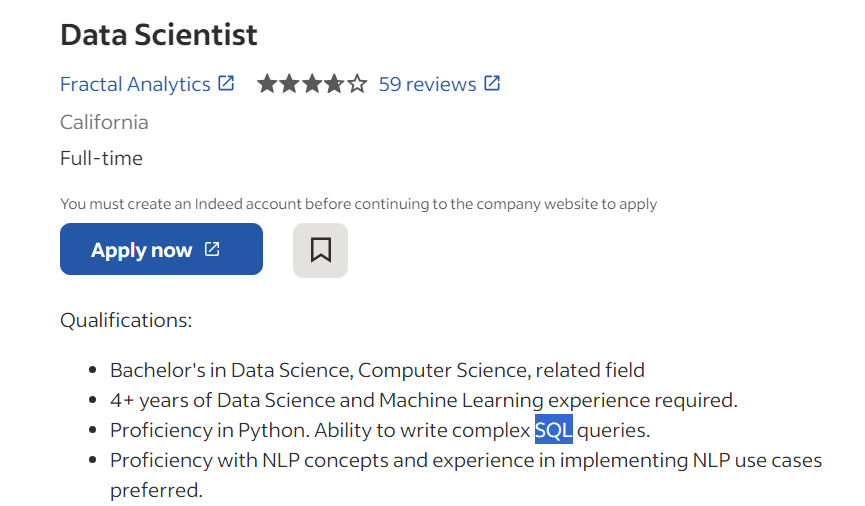 Data Scientist
Fractal Analytics 59 reviews
California
Full-time
You must create an Indeed account before continuing to the company website to apply
Apply now
Qualifications:
Bachelor's in Data Science, Computer Science, related field
4+ years of Data Science and Machine Learning experience required.
Proficiency in Python. Ability to write complex SQL queries.
Proficiency with NLP concepts and experience in implementing NLP use cases
preferred.